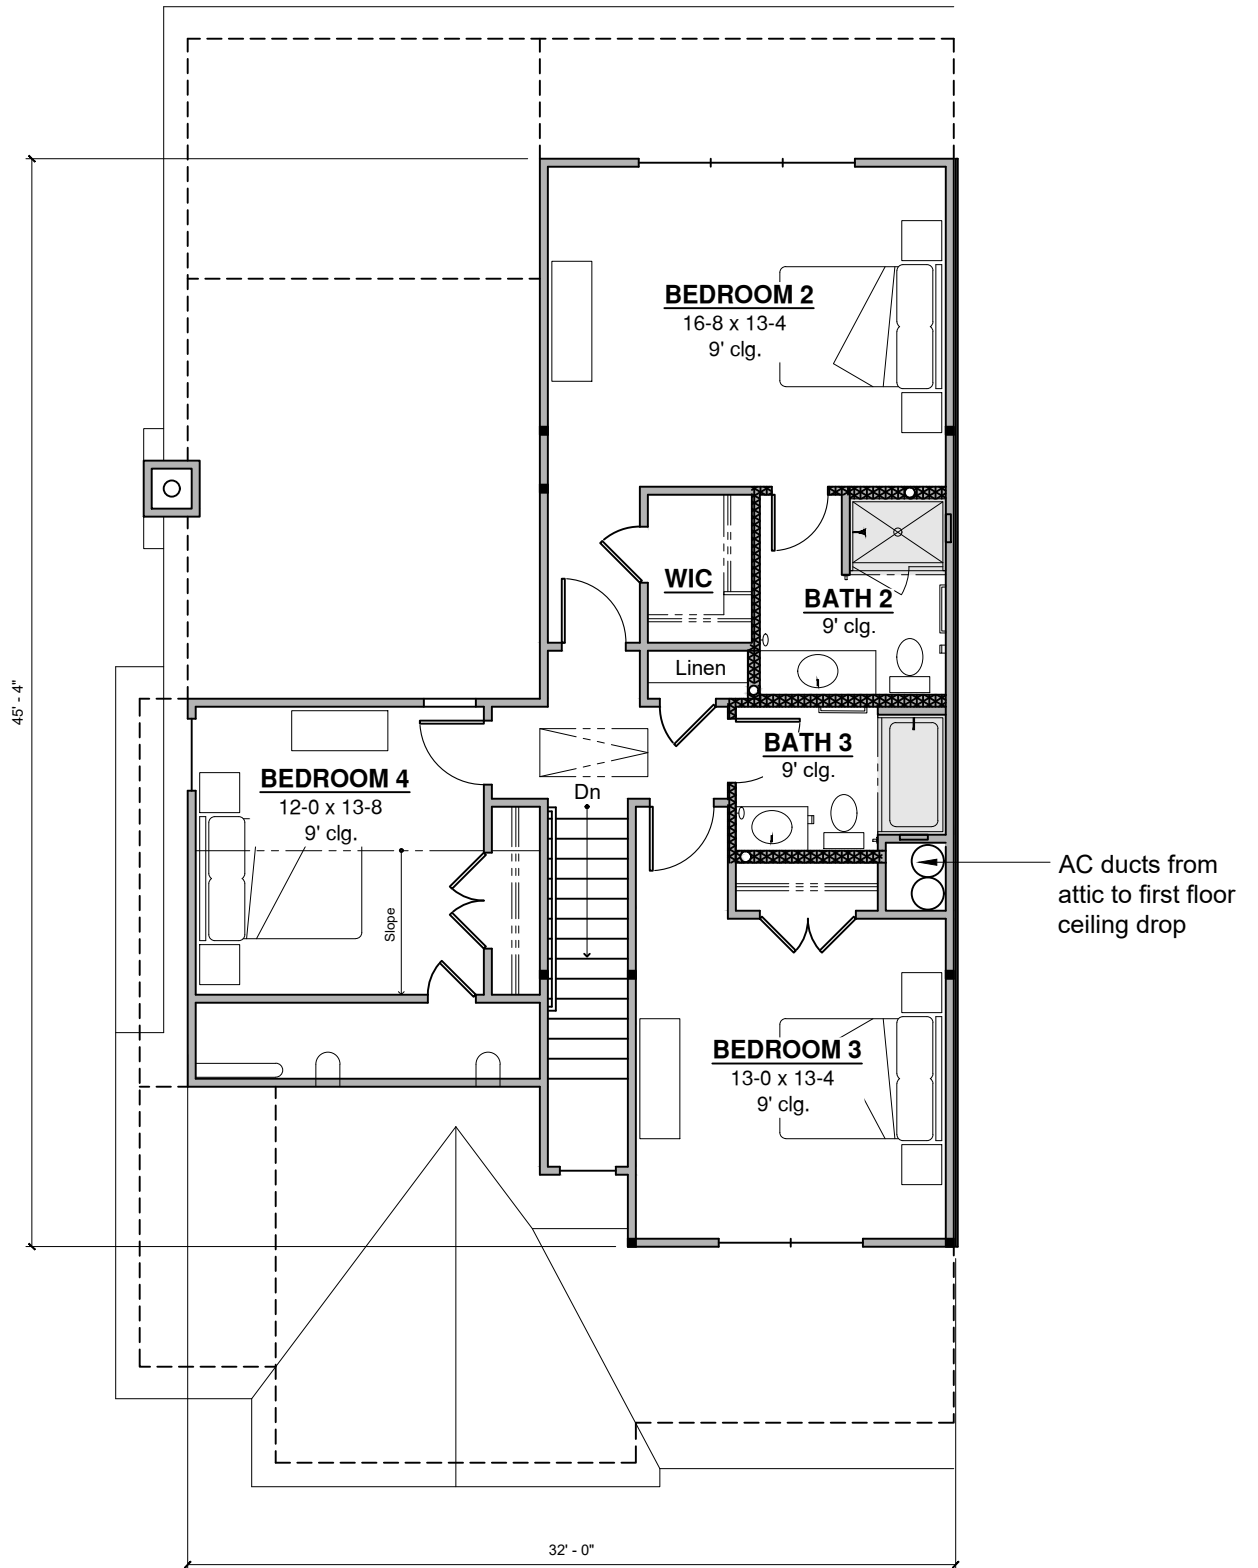 BEDROOM 2
16-8 x 13-4
9' clg.
WIC
BATH 2
9' clg.
Linen
45' - 4"
BATH 3
9' clg.
BEDROOM 4
12-0 x 13-8
9' clg.
Dn
AC ducts from
attic to first floor
ceiling drop
Slope
BEDROOM 3
13-0 x 13-4
9' clg.
32' - 0"